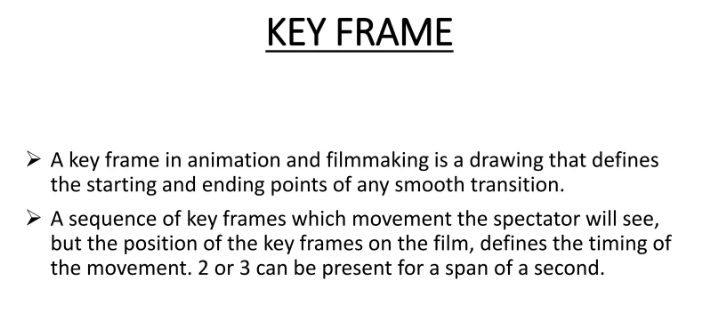 KEY FRAME
➢ A key frame in animation and filmmaking is a drawing that defines
the starting and ending points of any smooth transition.
➢ A sequence of key frames which movement the spectator will see,
but the position of the key frames on the film, defines the timing of
the movement. 2 or 3 can be present for a span of a second.